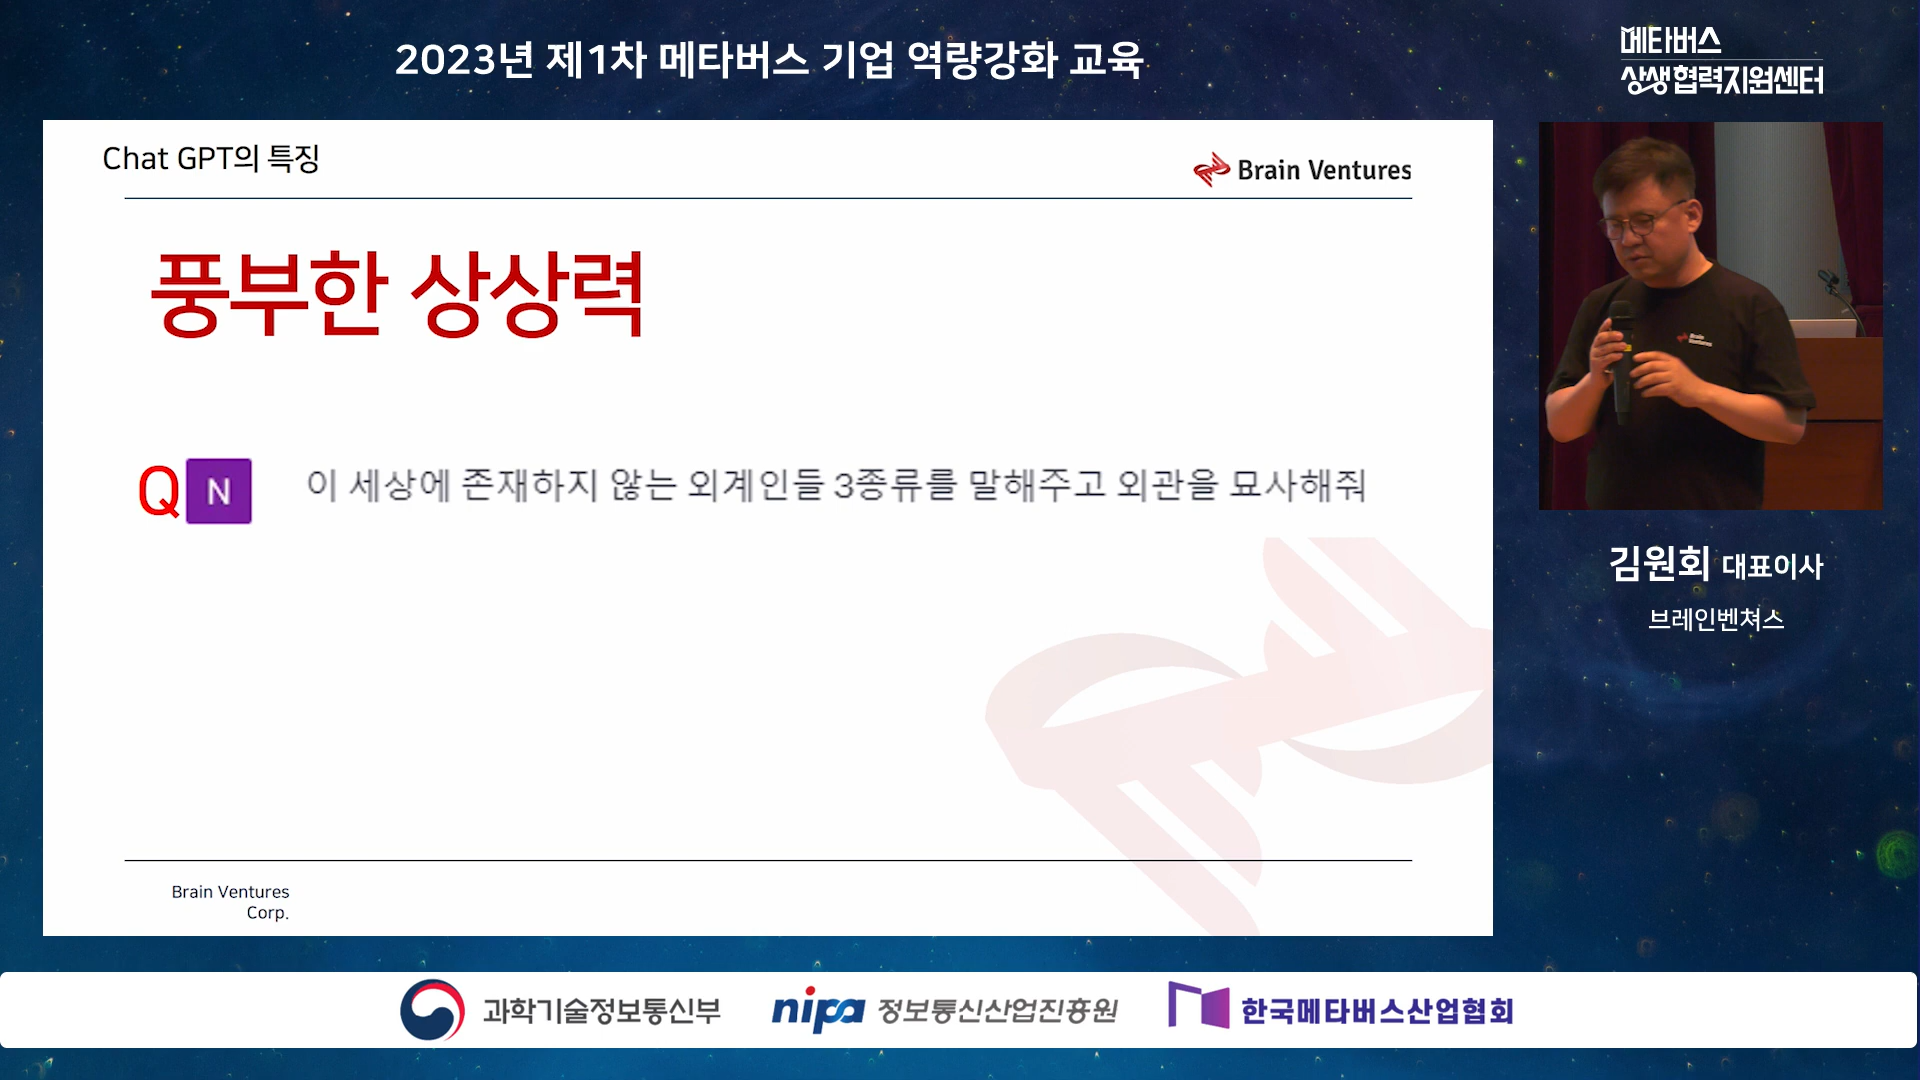 2023년 제1차 메타버스 기업 역량강화 교육
메타버스
상생협력지원센터
Chat GPT의 특징
Brain Ventures
풍부한 상상력
Q N 이 세상에 존재하지 않는 외계인들 3종류를 말해주고 외관을 묘사해줘
Brain Ventures
Corp.
Brain
Ventures
김원회 대표이사
브레인벤쳐스
과학기술정보통신부
nipa 정보통신산업진흥원
한국메타버스산업협회